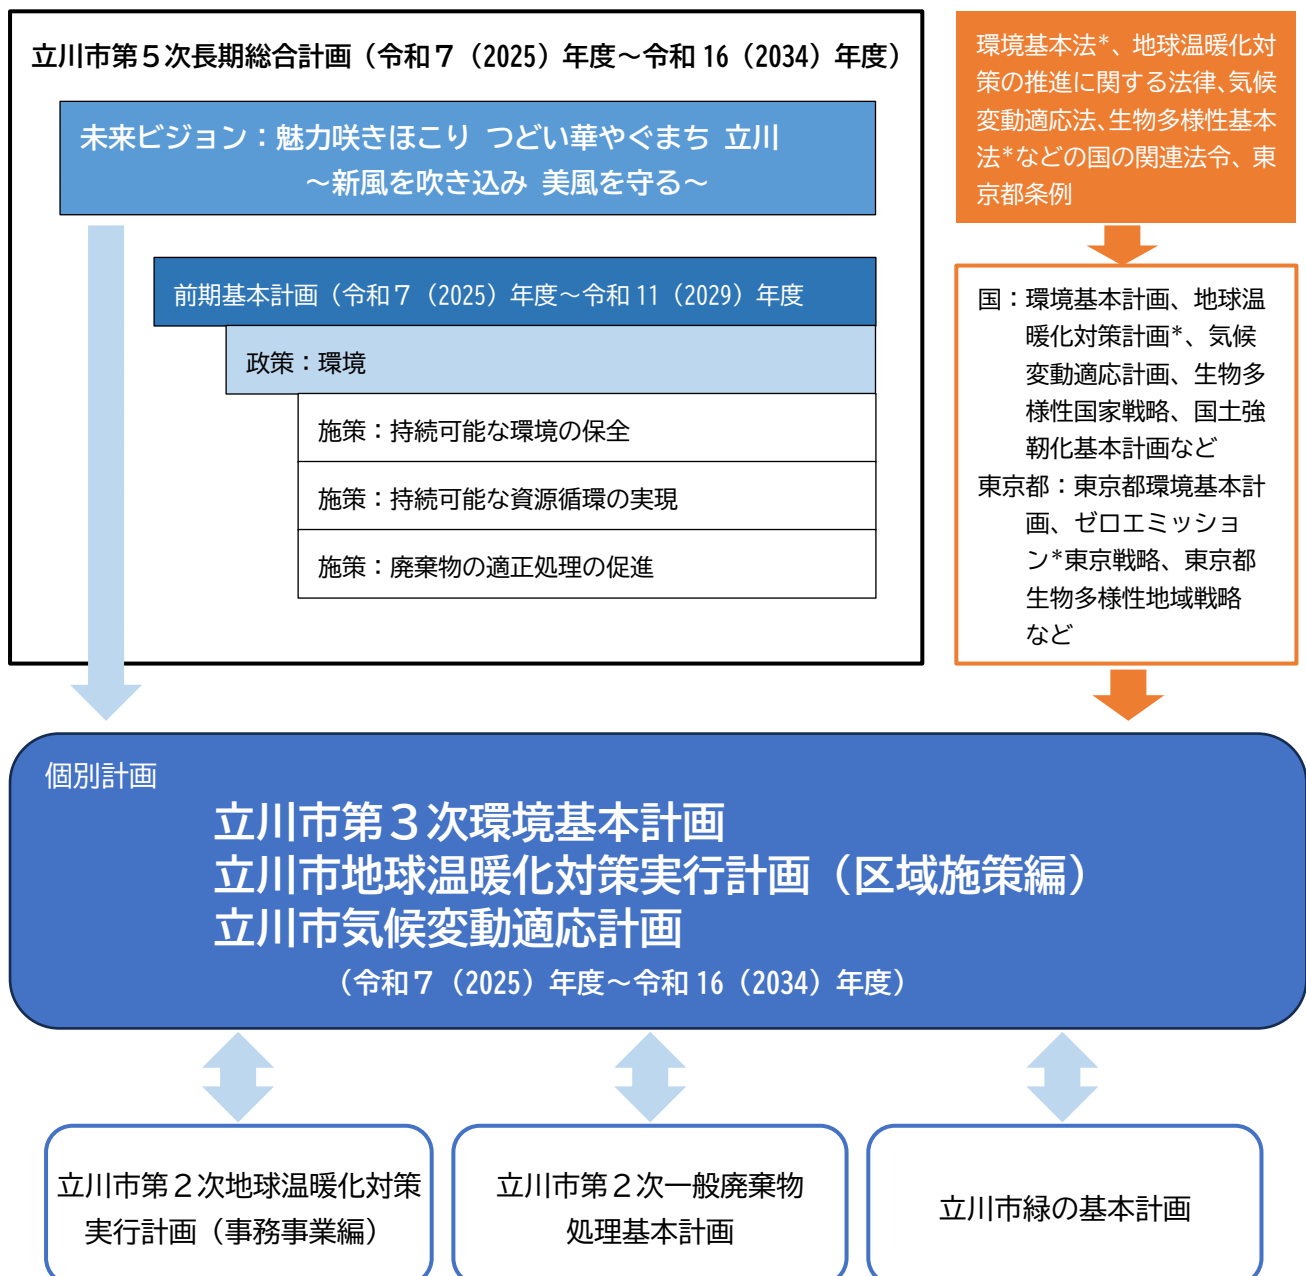 立川市第５次長期総合計画（令和７（2025）年度～令和16（2034）年度）
未来ビジョン：魅力咲きほこり つどい華やぐまち 立川
～新風を吹き込み 美風を守る～
前期基本計画（令和７（2025）年度～令和11（2029）年度
政策：環境
施策：持続可能な環境の保全
施策：持続可能な資源循環の実現
施策：廃棄物の適正処理の促進
環境基本法*、地球温暖化対
策の推進に関する法律、気候
変動適応法、生物多様性基本
法*などの国の関連法令、東
京都条例
国：環境基本計画、地球温
暖化対策計画*、気候
変動適応計画、生物多
様性国家戦略、国土強
靭化基本計画など
東京都：東京都環境基本計
画、ゼロエミッショ
ン*東京戦略、東京都
生物多様性地域戦略
など
個別計画
立川市第３次環境基本計画
立川市地球温暖化対策実行計画（区域施策編）
立川市気候変動適応計画
（令和７（2025）年度～令和16（2034）年度）
立川市第２次地球温暖化対策
実行計画（事務事業編）
立川市第２次一般廃棄物
処理基本計画
立川市緑の基本計画